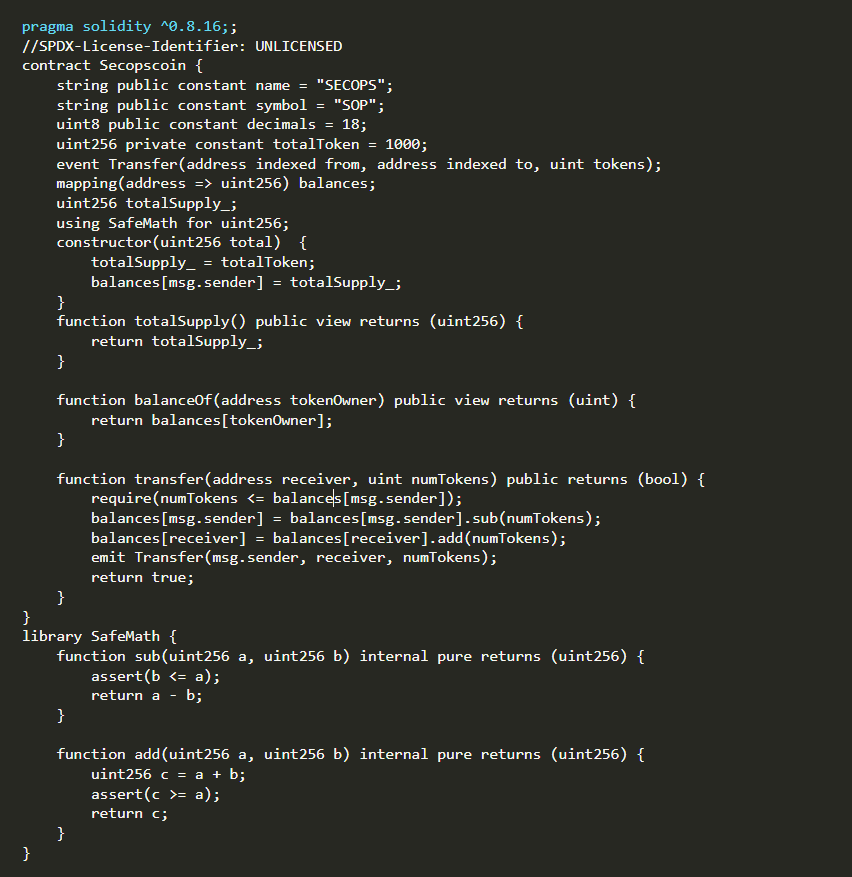 pragma solidity ^0.8.16;;
//SPDX-License-Identifier: UNLICENSED
contract Secopscoin {
    string public constant name = "SECOPS";
    string public constant symbol = "SOP";
    uint8 public constant decimals = 18;
    uint256 private constant totalToken = 1000;
    event Transfer(address indexed from, address indexed to, uint tokens);
    mapping(address => uint256) balances;
    uint256 totalSupply_;
    using SafeMath for uint256;
    constructor(uint256 total)  {
        totalSupply_ = totalToken;
        balances[msg.sender] = totalSupply_;
    }
    function totalSupply() public view returns (uint256) {
        return totalSupply_;
    }

    function balanceOf(address tokenOwner) public view returns (uint) {
        return balances[tokenOwner];
    }

    function transfer(address receiver, uint numTokens) public returns (bool) {
        require(numTokens <= balances[msg.sender]);
        balances[msg.sender] = balances[msg.sender].sub(numTokens);
        balances[receiver] = balances[receiver].add(numTokens);
        emit Transfer(msg.sender, receiver, numTokens);
        return true;
    }
}
library SafeMath {
    function sub(uint256 a, uint256 b) internal pure returns (uint256) {
        assert(b <= a);
        return a - b;
    }

    function add(uint256 a, uint256 b) internal pure returns (uint256) {
        uint256 c = a + b;
        assert(c >= a);
        return c;
    }
}